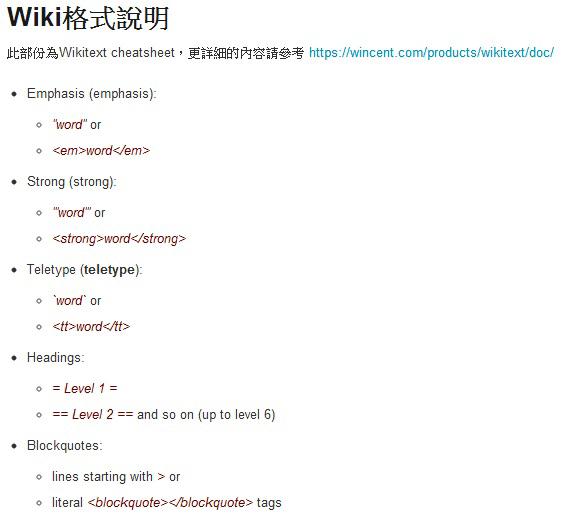 Wiki格式說明
此部份為Wikitext cheatsheet，更詳細的內容請參考 https://wincent.com/products/wikitext/doc/
Emphasis (emphasis):
''word'' or
<em>word</em>
Strong (strong):
'''word''' or
<strong>word</strong>
Teletype (teletype):
`word` or
<tt>word</tt>
Headings:
= Level 1 =
== Level 2 == and so on (up to level 6)
Blockquotes:
lines starting with > or
literal <blockquote></blockquote> tags